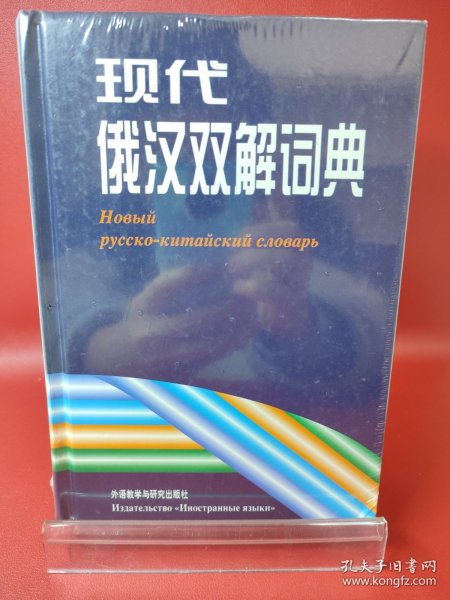 现代
俄汉双解词典
Новый
русско-китайский словарь
外语教学与研究出版社
Издательство «Иностранные языки»
孔夫子旧书网
www.kongfz.com